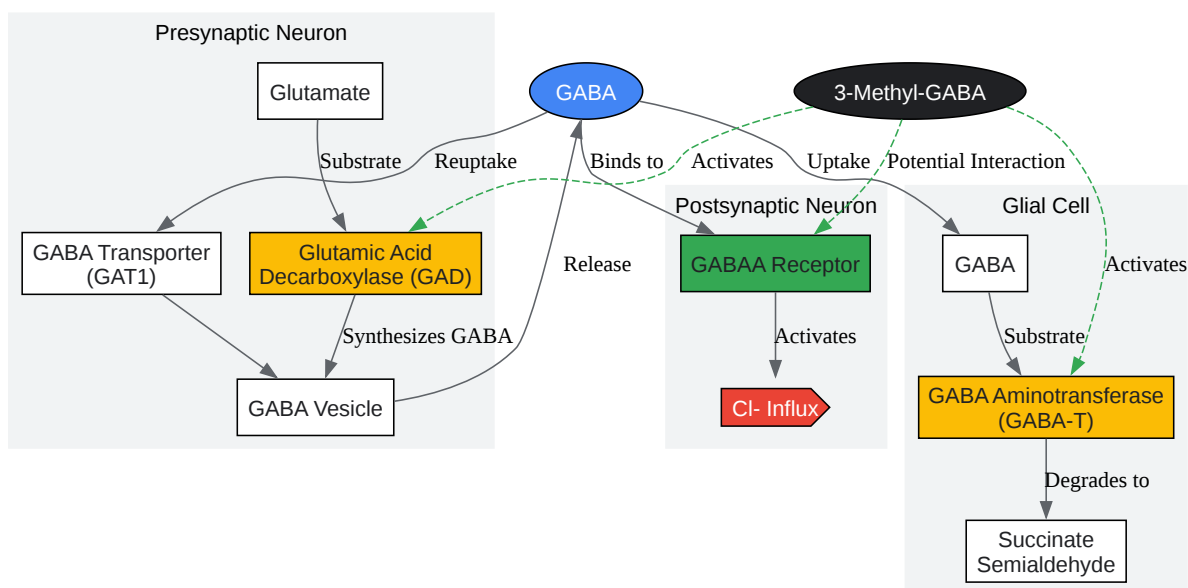 Presynaptic Neuron
Glutamate
GABA
3-Methyl-GABA
Substrate
Reuptake
Binds to
Activates
Uptake
Potential Interaction
Postsynaptic Neuron
Glial Cell
GABA Transporter
(GAT1)
Glutamic Acid
Decarboxylase (GAD)
Release
GABAA Receptor
GABA
Activates
Synthesizes GABA
Activates
Substrate
GABA Vesicle
Cl- Influx
GABA Aminotransferase
(GABA-T)
Degrades to
Succinate
Semialdehyde